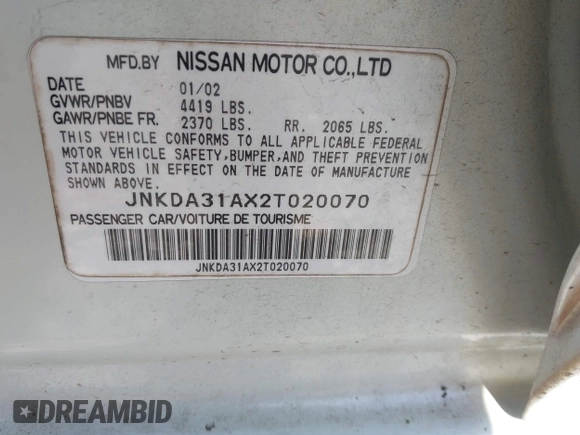 MFD.BY NISSAN MOTOR CO.,LTD
DATE 01/02
GVWR/PNBV 4419 LBS.
GAWR/PNBE FR. 2370 LBS. RR. 2065 LBS.
THIS VEHICLE CONFORMS TO ALL APPLICABLE FEDERAL
MOTOR VEHICLE SAFETY,BUMPER,AND THEFT PREVENTION
STANDARDS IN EFFECT ON THE DATE OF MANUFACTURE
SHOWN ABOVE.
JNKDA31AX2T020070
PASSENGER CAR/VOITURE DE TOURISME
JNKDA31AX2T020070
DREAMBID